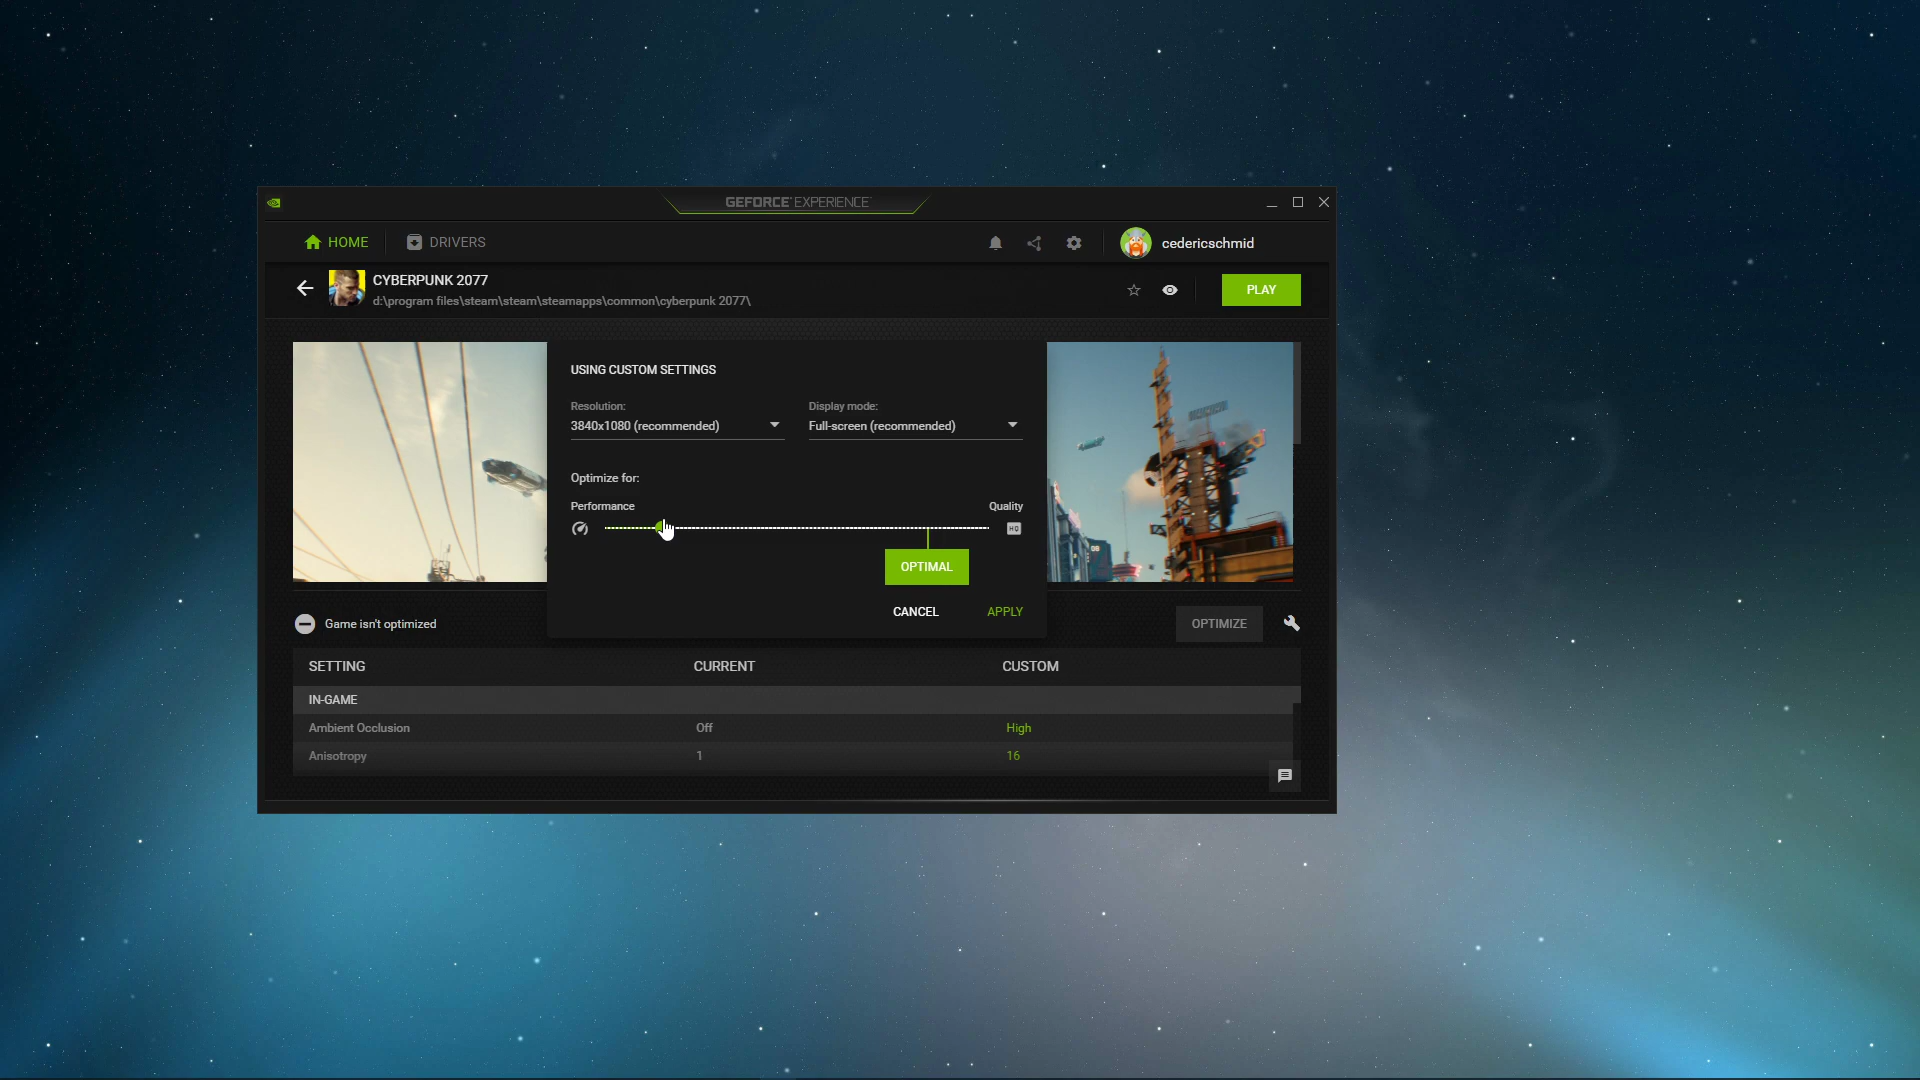 GEFORCE EXPERIENCE
HOME
DRIVERS
cedericschmid
CYBERPUNK 2077
d:\program files\steam\steam\steamapps\common\cyberpunk 2077\
PLAY
USING CUSTOM SETTINGS
Resolution:
Display mode:
3840x1080 (recommended)
Full-screen (recommended)
Optimize for:
Performance
Quality
HQ
OPTIMAL
CANCEL
APPLY
Game isn't optimized
OPTIMIZE
SETTING
CURRENT
CUSTOM
IN-GAME
Ambient Occlusion
Off
High
Anisotropy
1
16